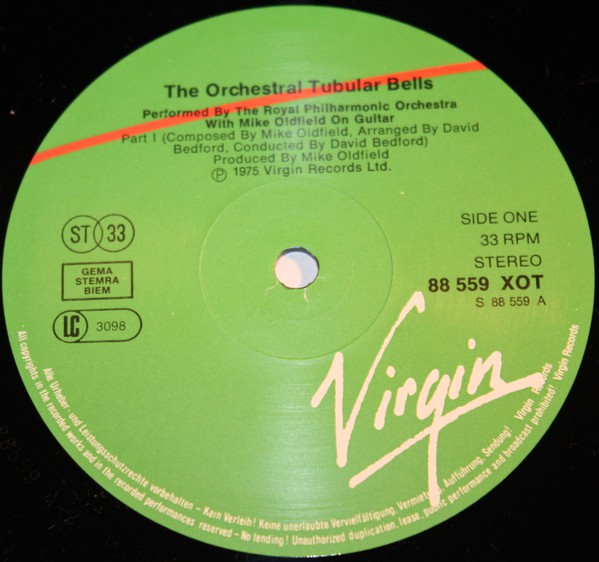 The Orchestral Tubular Bells
Performed By The Royal Philharmonic Orchestra
With Mike Oldfield On Guitar
Part I (Composed By Mike Oldfield, Arranged By David
Bedford, Conducted By David Bedford)
Produced By Mike Oldfield
Ⓟ 1975 Virgin Records Ltd.
ST 33
GEMA
STEMRA
BIEM
LC 3098
SIDE ONE
33 RPM
STEREO
88 559 XOT
S 88 559 A
Virgin
Alle Urheber- und Leistungsschutzrechte vorbehalten - Kein Verleih! Keine unerlaubte Vervielfältigung, Vermietung, Aufführung, Sendung! Virgin Records
All copyrights in the recorded works and in the recorded performances reserved - No lending! Unauthorized duplication, lease, public performance and broadcast prohibited! Virgin Records